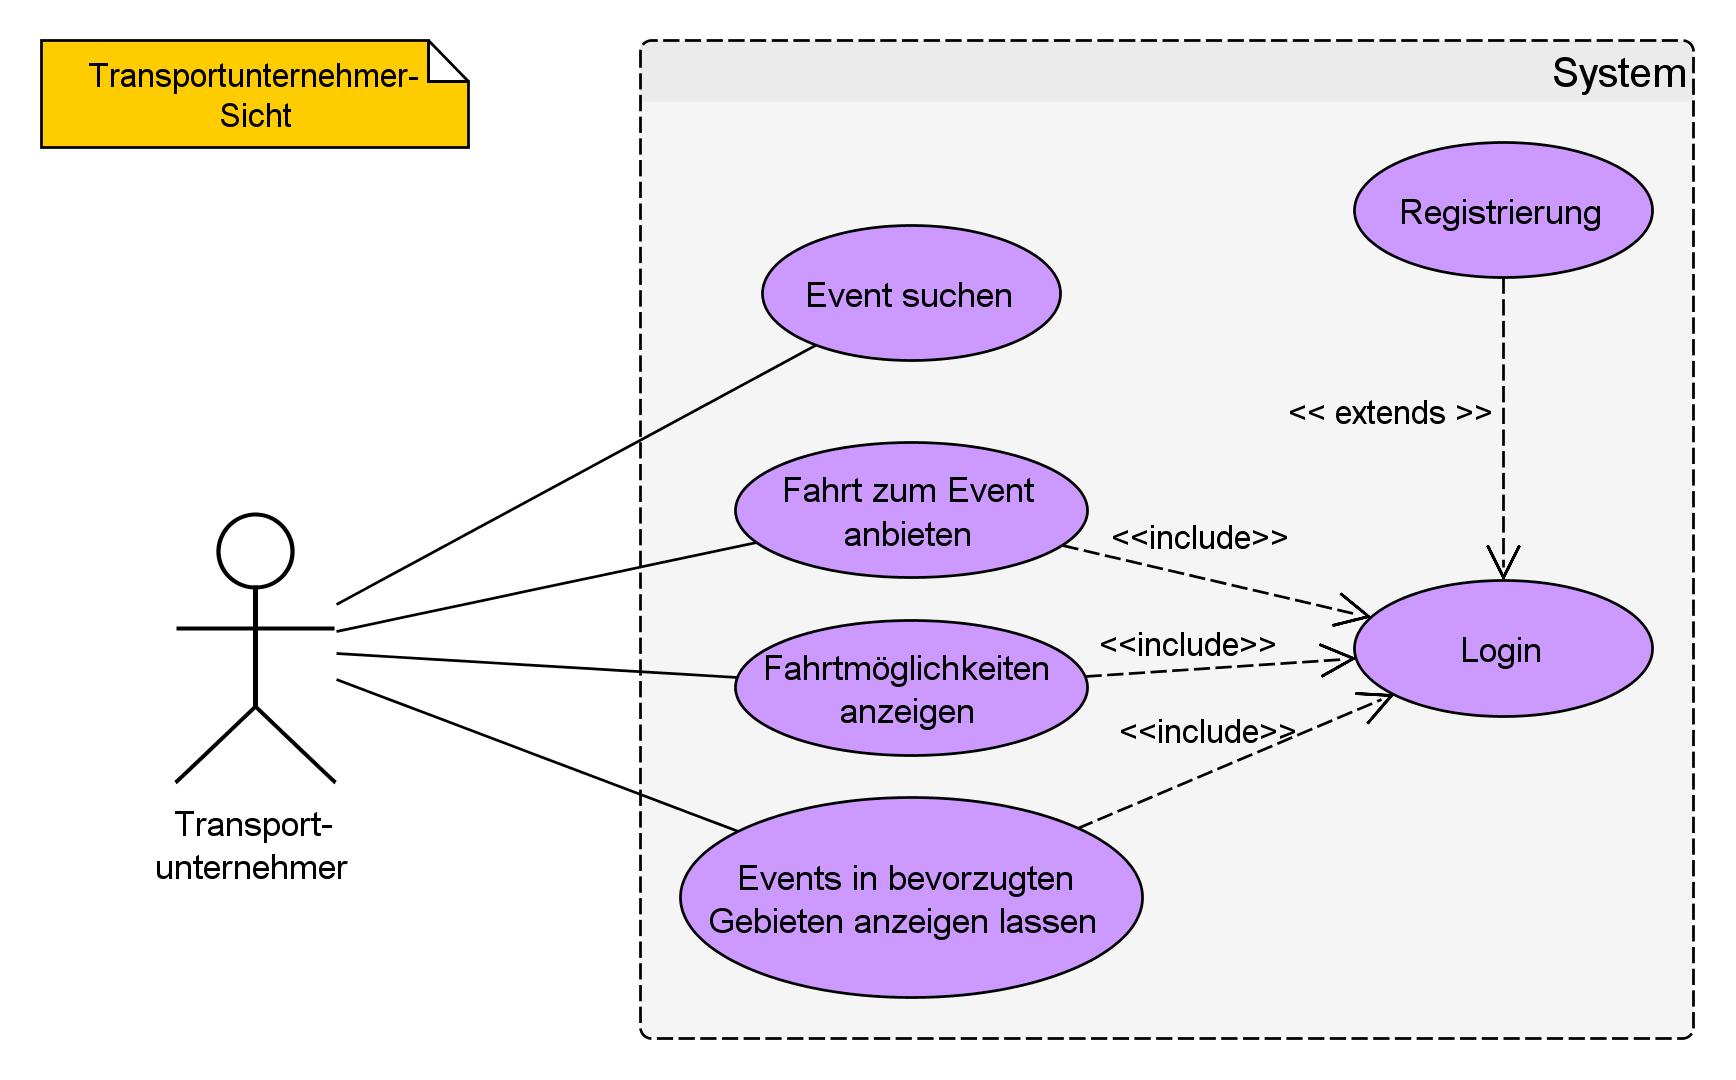 Transportunternehmer-
Sicht
System
Registrierung
Event suchen
<< extends >>
Fahrt zum Event
anbieten
<<include>>
Fahrtmöglichkeiten
anzeigen
<<include>>
Login
<<include>>
Transport-
unternehmer
Events in bevorzugten
Gebieten anzeigen lassen